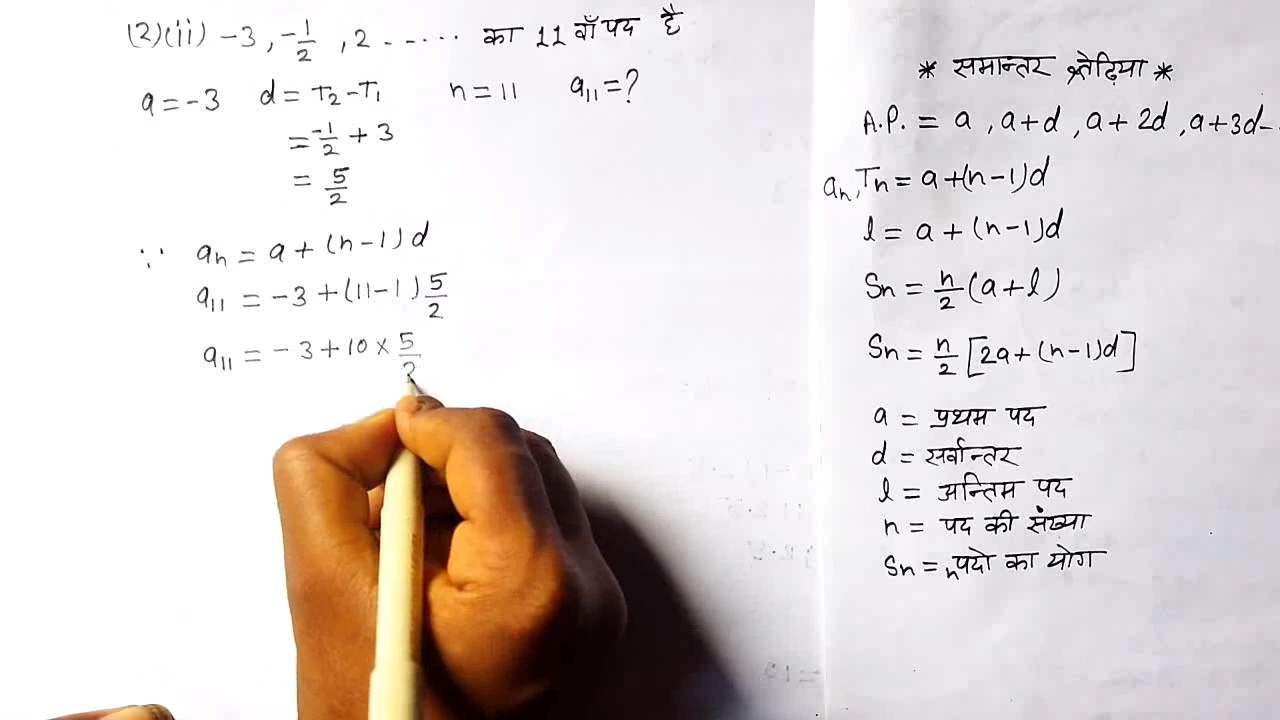 (2)(ii) -3, -1/2, 2 ------ का 11 वाँ पद है
a = -3 d = T₂-T₁ n = 11 a₁₁ = ?
= -1/2 + 3
= 5/2
∵ aₙ = a + (n-1)d
a₁₁ = -3 + (11-1) 5/2
a₁₁ = -3 + 10 × 5/2
* समान्तर श्रेढ़िया *
A.P. = a, a+d, a+2d, a+3d-
aₙ, Tₙ = a+(n-1)d
l = a + (n-1)d
Sn = n/2 (a+l)
Sn = n/2 [2a+(n-1)d]
a = प्रथम पद
d = सर्वान्तर
l = अन्तिम पद
n = पद की संख्या
Sn = n पदो का योग